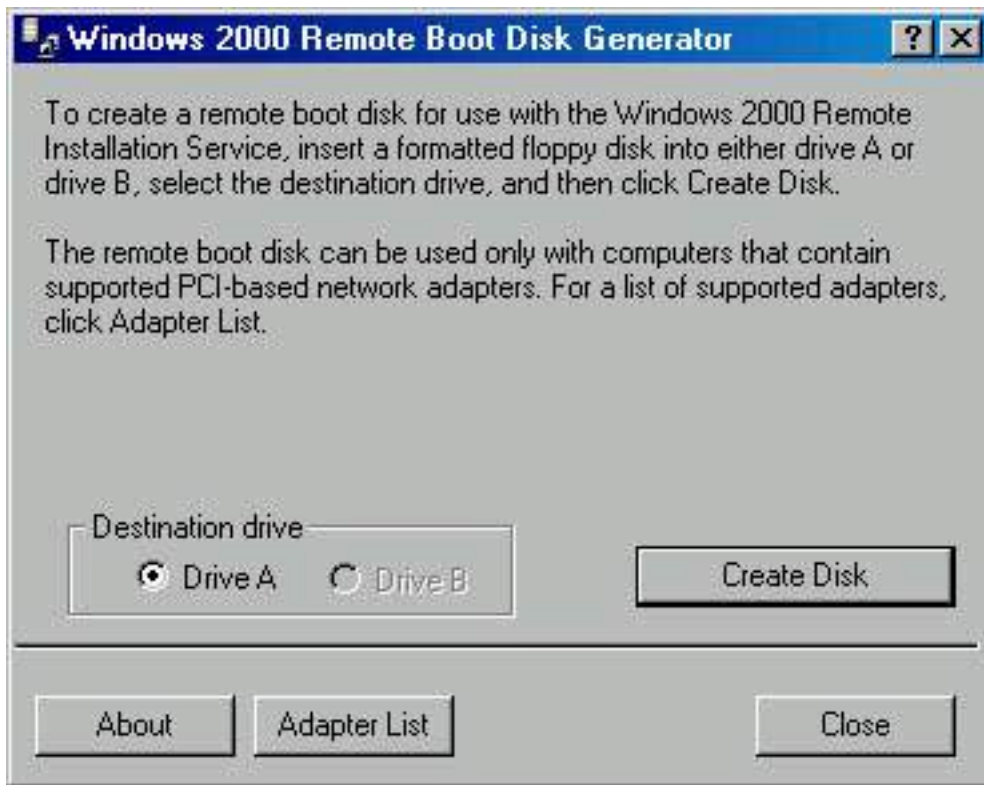 Windows 2000 Remote Boot Disk Generator
To create a remote boot disk for use with the Windows 2000 Remote
Installation Service, insert a formatted floppy disk into either drive A or
drive B, select the destination drive, and then click Create Disk.
The remote boot disk can be used only with computers that contain
supported PCI-based network adapters. For a list of supported adapters,
click Adapter List.
Destination drive
Drive A Drive B
Create Disk
About Adapter List Close